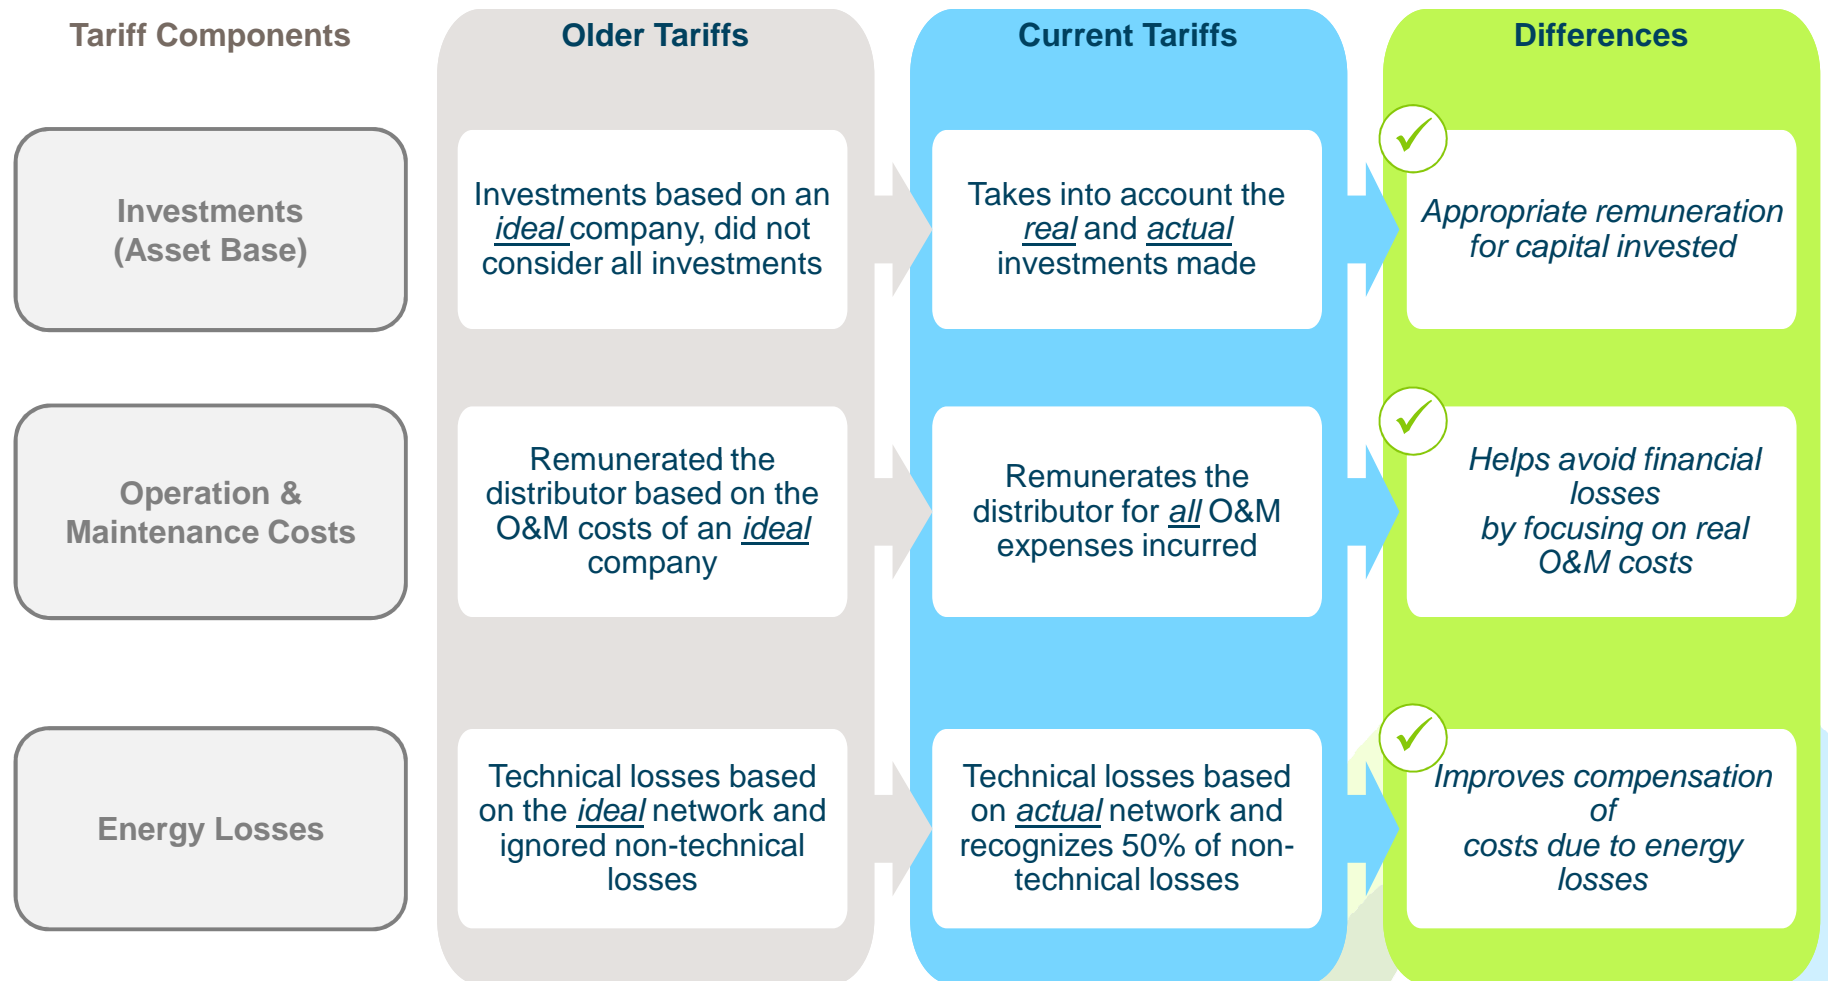 Tariff Components
Older Tariffs
Current Tariffs
Differences
Investments
(Asset Base)
Investments based on an
ideal company, did not
consider all investments
Takes into account the
real and actual
investments made
Appropriate remuneration
for capital invested
Operation &
Maintenance Costs
Remunerated the
distributor based on the
O&M costs of an ideal
company
Remunerates the
distributor for all O&M
expenses incurred
Helps avoid financial
losses
by focusing on real
O&M costs
Energy Losses
Technical losses based
on the ideal network and
ignored non-technical
losses
Technical losses based
on actual network and
recognizes 50% of non-
technical losses
Improves compensation
of
costs due to energy
losses